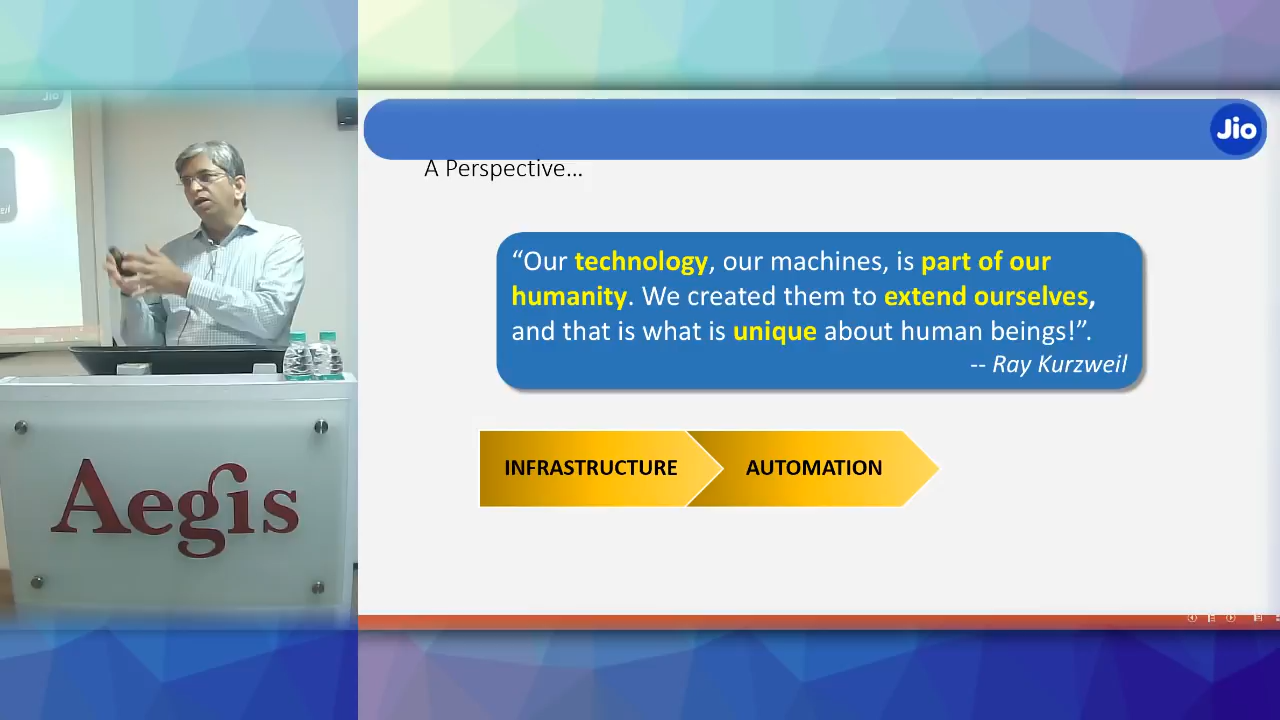 Jio
Jio
A Perspective...
“Our technology, our machines, is part of our
humanity. We created them to extend ourselves,
and that is what is unique about human beings!”.
-- Ray Kurzweil
INFRASTRUCTURE
AUTOMATION
Aegis